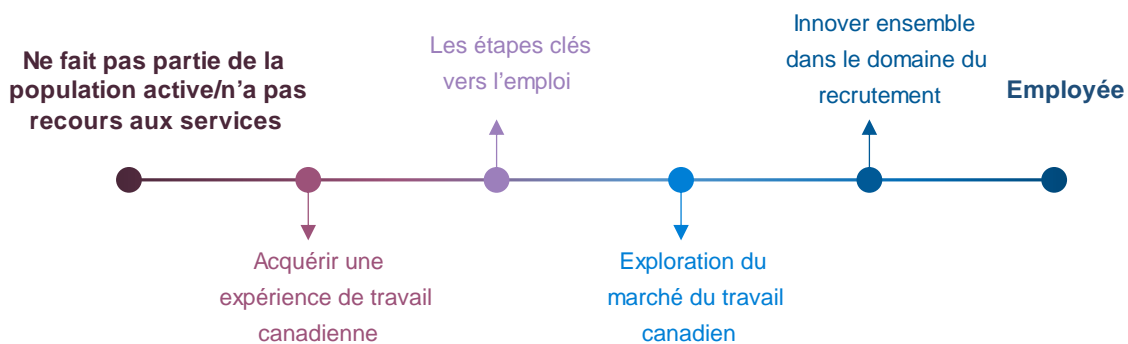 Ne fait pas partie de la
population active/n'a pas
recours aux services
Acquérir une
expérience de travail
canadienne
Les étapes clés
vers l'emploi
Exploration du
marché du travail
canadien
Innover ensemble
dans le domaine du
recrutement
Employée